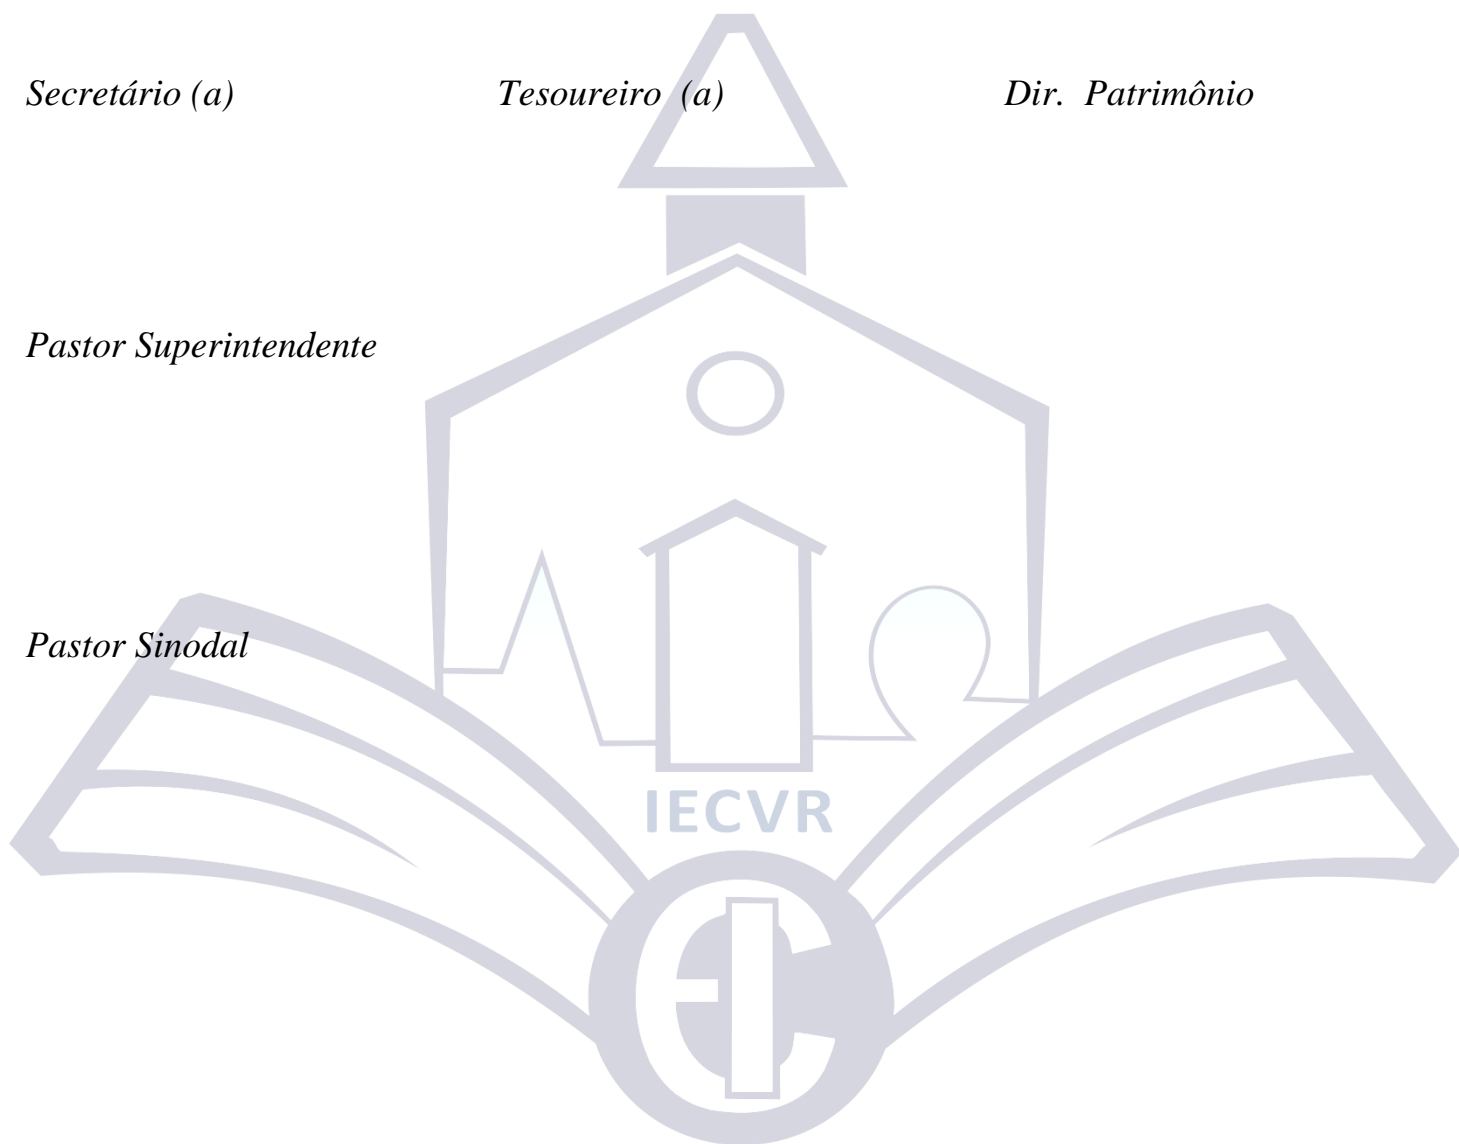 Secretário (a) Tesoureiro (a) Dir. Patrimônio
Pastor Superintendente
Pastor Sinodal
IECVR